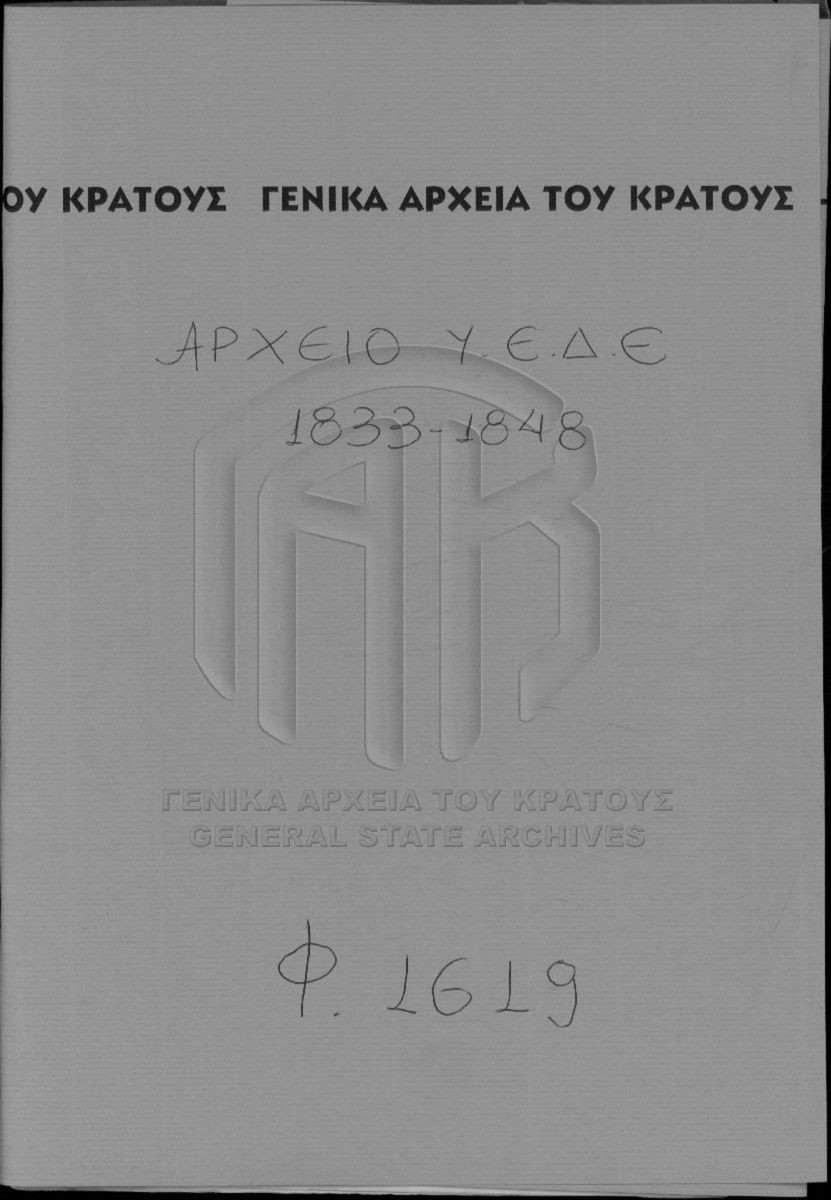 ΟΥ ΚΡΑΤΟΥΣ ΓΕΝΙΚΑ ΑΡΧΕΙΑ ΤΟΥ ΚΡΑΤΟΥΣ
ΑΡΧΕΙΟ Υ.Ε.Δ.Ε
1833-1848
ΓΕΝΙΚΑ ΑΡΧΕΙΑ ΤΟΥ ΚΡΑΤΟΥΣ
GENERAL STATE ARCHIVES
Φ. 1619